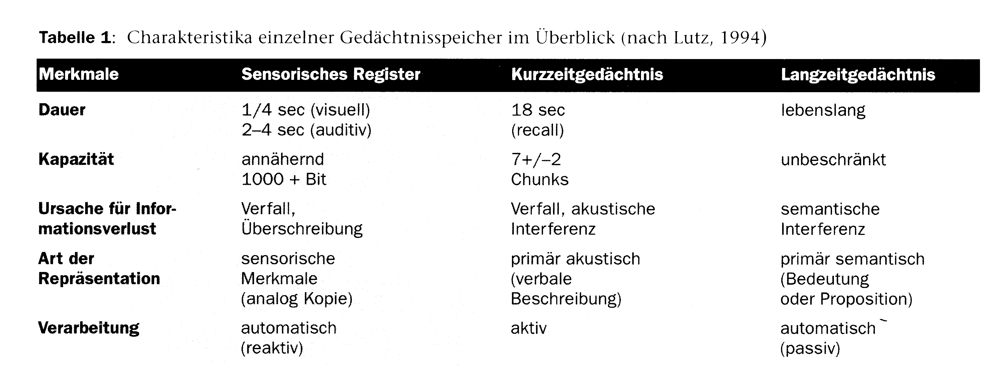 Tabelle 1: Charakteristika einzelner Gedächtnisspeicher im Überblick (nach Lutz, 1994)
Merkmale Sensorisches Register Kurzzeitgedächtnis Langzeitgedächtnis
Dauer 1/4 sec (visuell) 18 sec lebenslang
2–4 sec (auditiv) (recall)
Kapazität annähernd 7+/–2 unbeschränkt
1000 + Bit Chunks
Ursache für Infor- Verfall, Verfall, akustische semantische
mationsverlust Überschreibung Interferenz Interferenz
Art der sensorische primär akustisch primär semantisch
Repräsentation Merkmale (verbale (Bedeutung
(analog Kopie) Beschreibung) oder Proposition)
Verarbeitung automatisch aktiv automatisch
(reaktiv) (passiv)